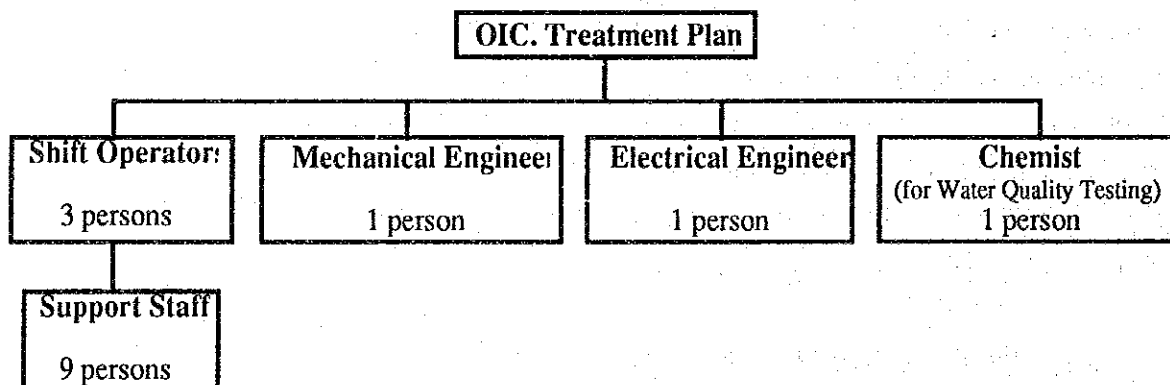 OIC. Treatment Plan
Shift Operators
3 persons
Mechanical Engineer
1 person
Electrical Engineer
1 person
Chemist
(for Water Quality Testing)
1 person
Support Staff
9 persons